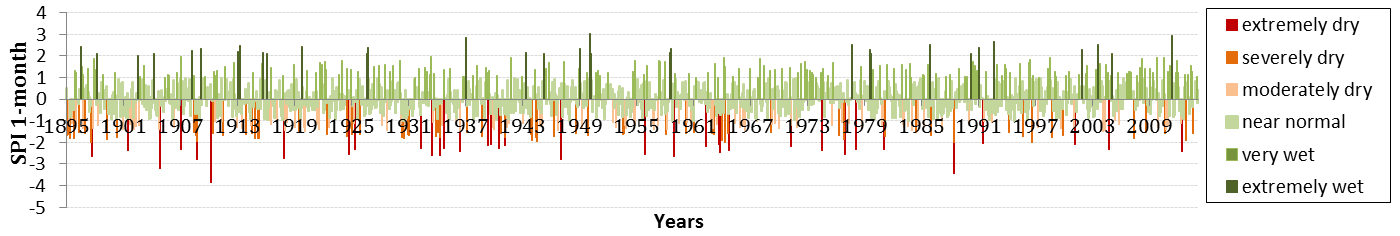 4
3
2
1
0
-1
-2
-3
-4
-5
SPI 1-month
1895 1901 1907 1913 1919 1925 1931 1937 1943 1949 1955 1961 1967 1973 1979 1985 1991 1997 2003 2009
Years
extremely dry
severely dry
moderately dry
near normal
very wet
extremely wet